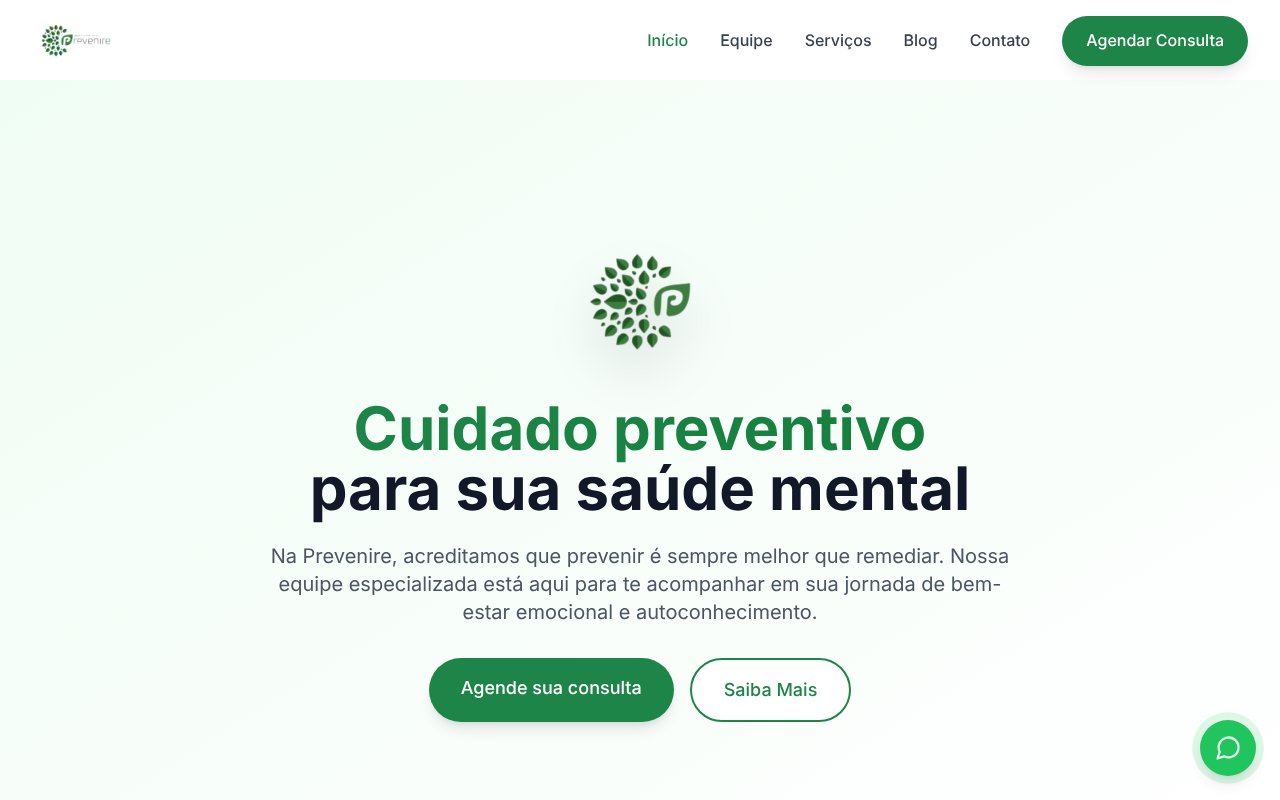 revenire
Início
Equipe
Serviços
Blog
Contato
Agendar Consulta
Cuidado preventivo
para sua saúde mental
Na Prevenire, acreditamos que prevenir é sempre melhor que remediar. Nossa
equipe especializada está aqui para te acompanhar em sua jornada de bem-
estar emocional e autoconhecimento.
Agende sua consulta
Saiba Mais